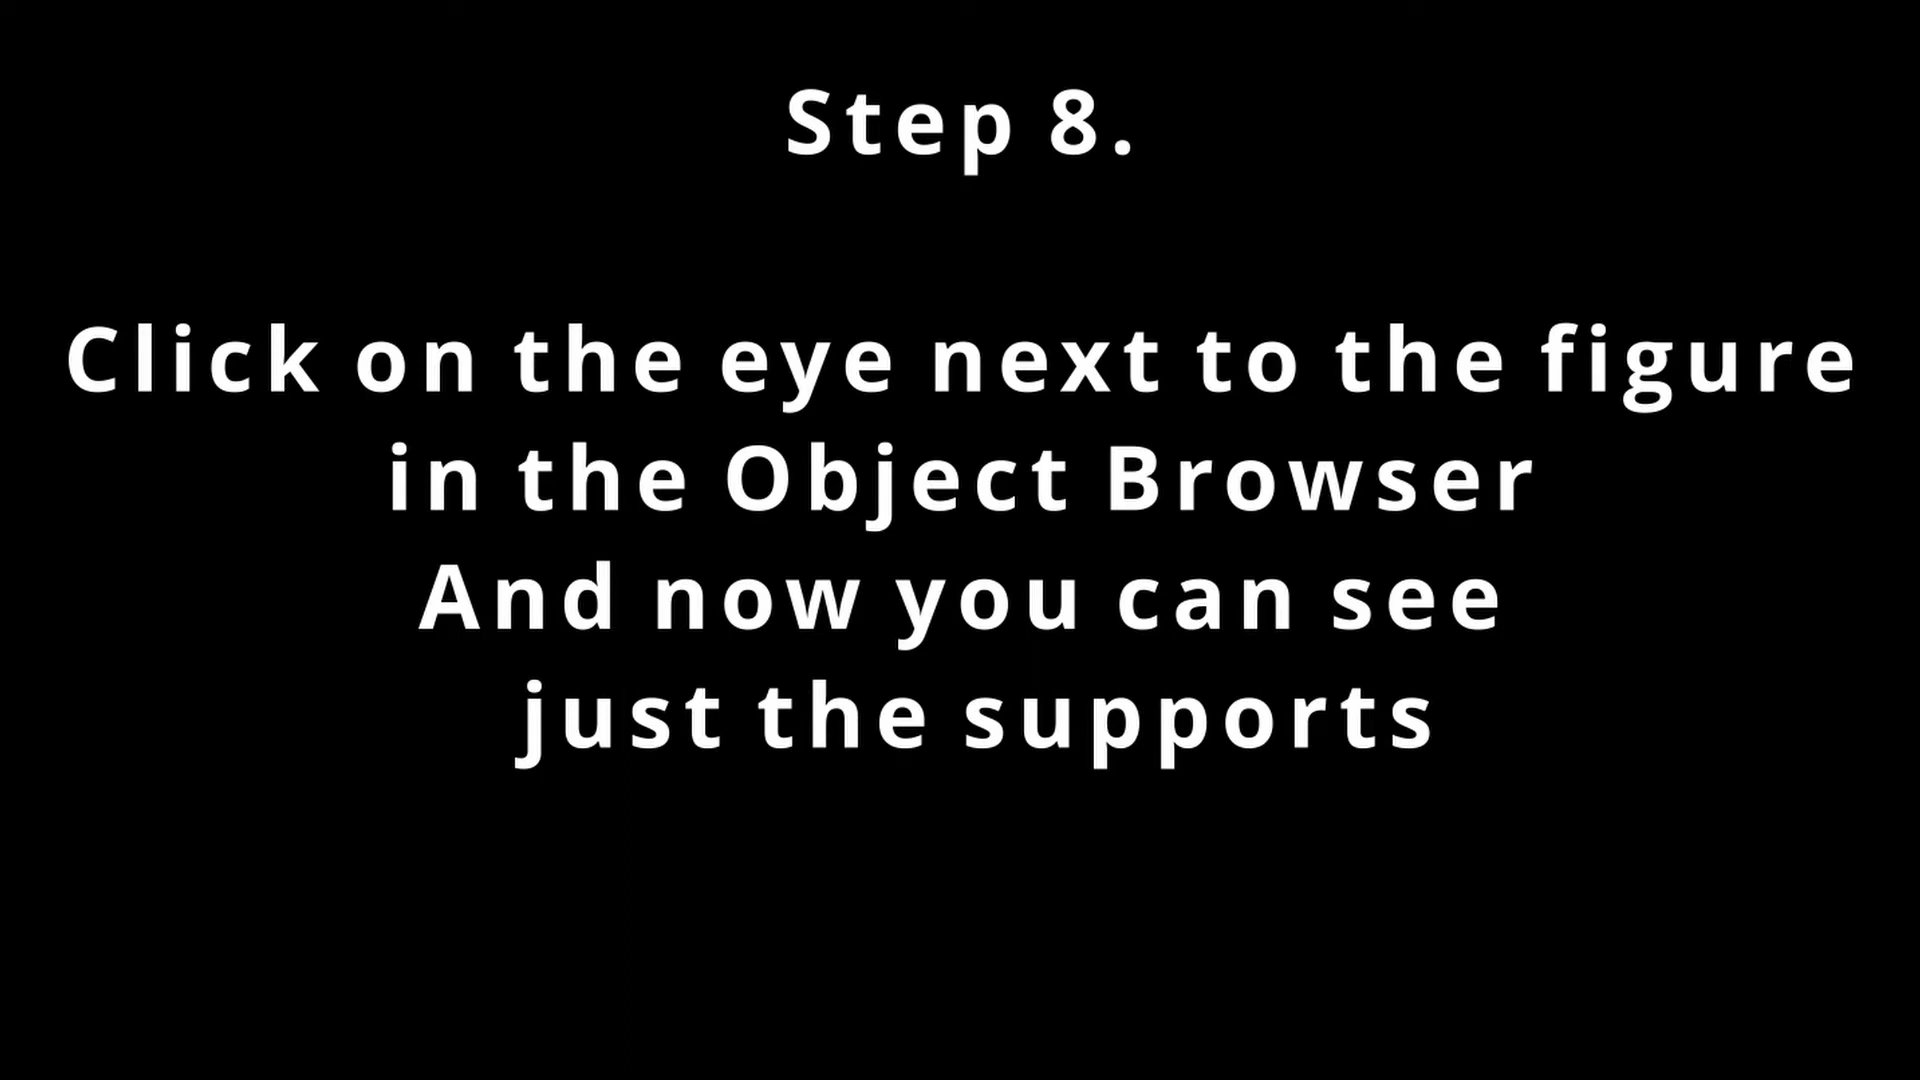 Step 8.
Click on the eye next to the figure
in the Object Browser
And now you can see
just the supports